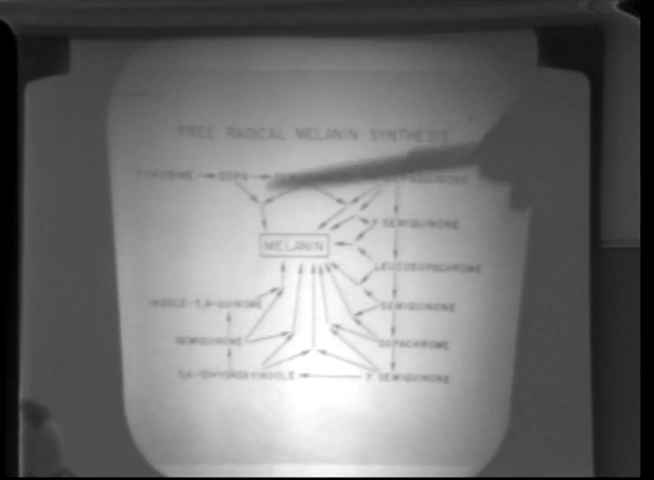 FREE RADICAL MELANIN SYNTHESIS
TYROSINE DOPA
? SEMIQUINONE
MELANIN
LEUCODOPACHROME
INDOLE-5,6-QUINONE SEMIQUINONE
SEMIQUINONE DOPACHROME
5,6-DIHYDROXYINDOLE ? SEMIQUINONE